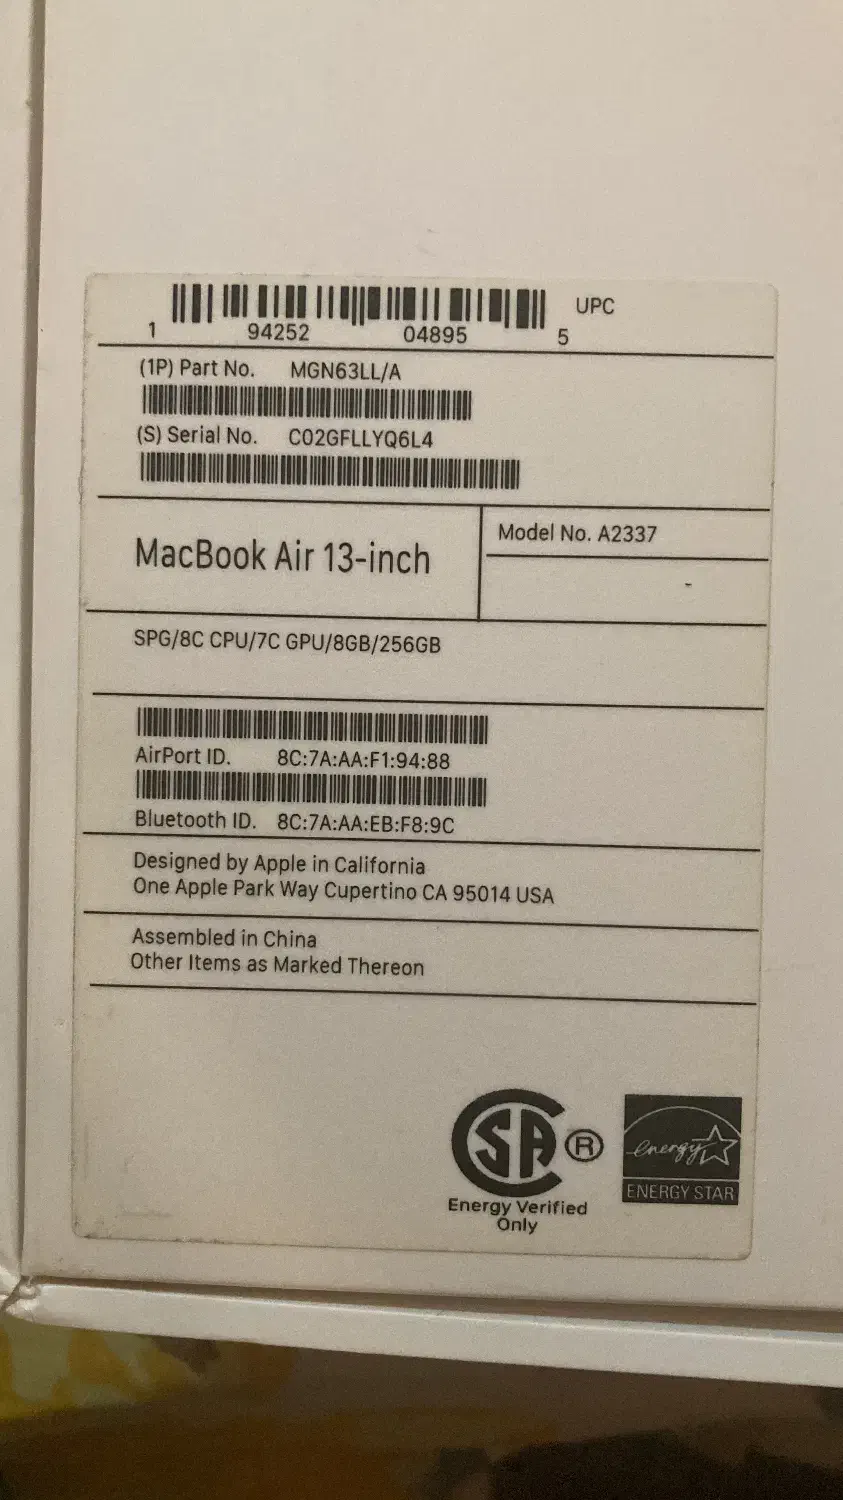 UPC
1 94252 04895 5
(1P) Part No. MGN63LL/A
(S) Serial No. C02GFLLYQ6L4
MacBook Air 13-inch
Model No. A2337
-
SPG/8C CPU/7C GPU/8GB/256GB
AirPort ID. 8C:7A:AA:F1:94:88
Bluetooth ID. 8C:7A:AA:EB:F8:9C
Designed by Apple in California
One Apple Park Way Cupertino CA 95014 USA
Assembled in China
Other Items as Marked Thereon
CSA ®
Energy Verified
Only
energy
ENERGY STAR